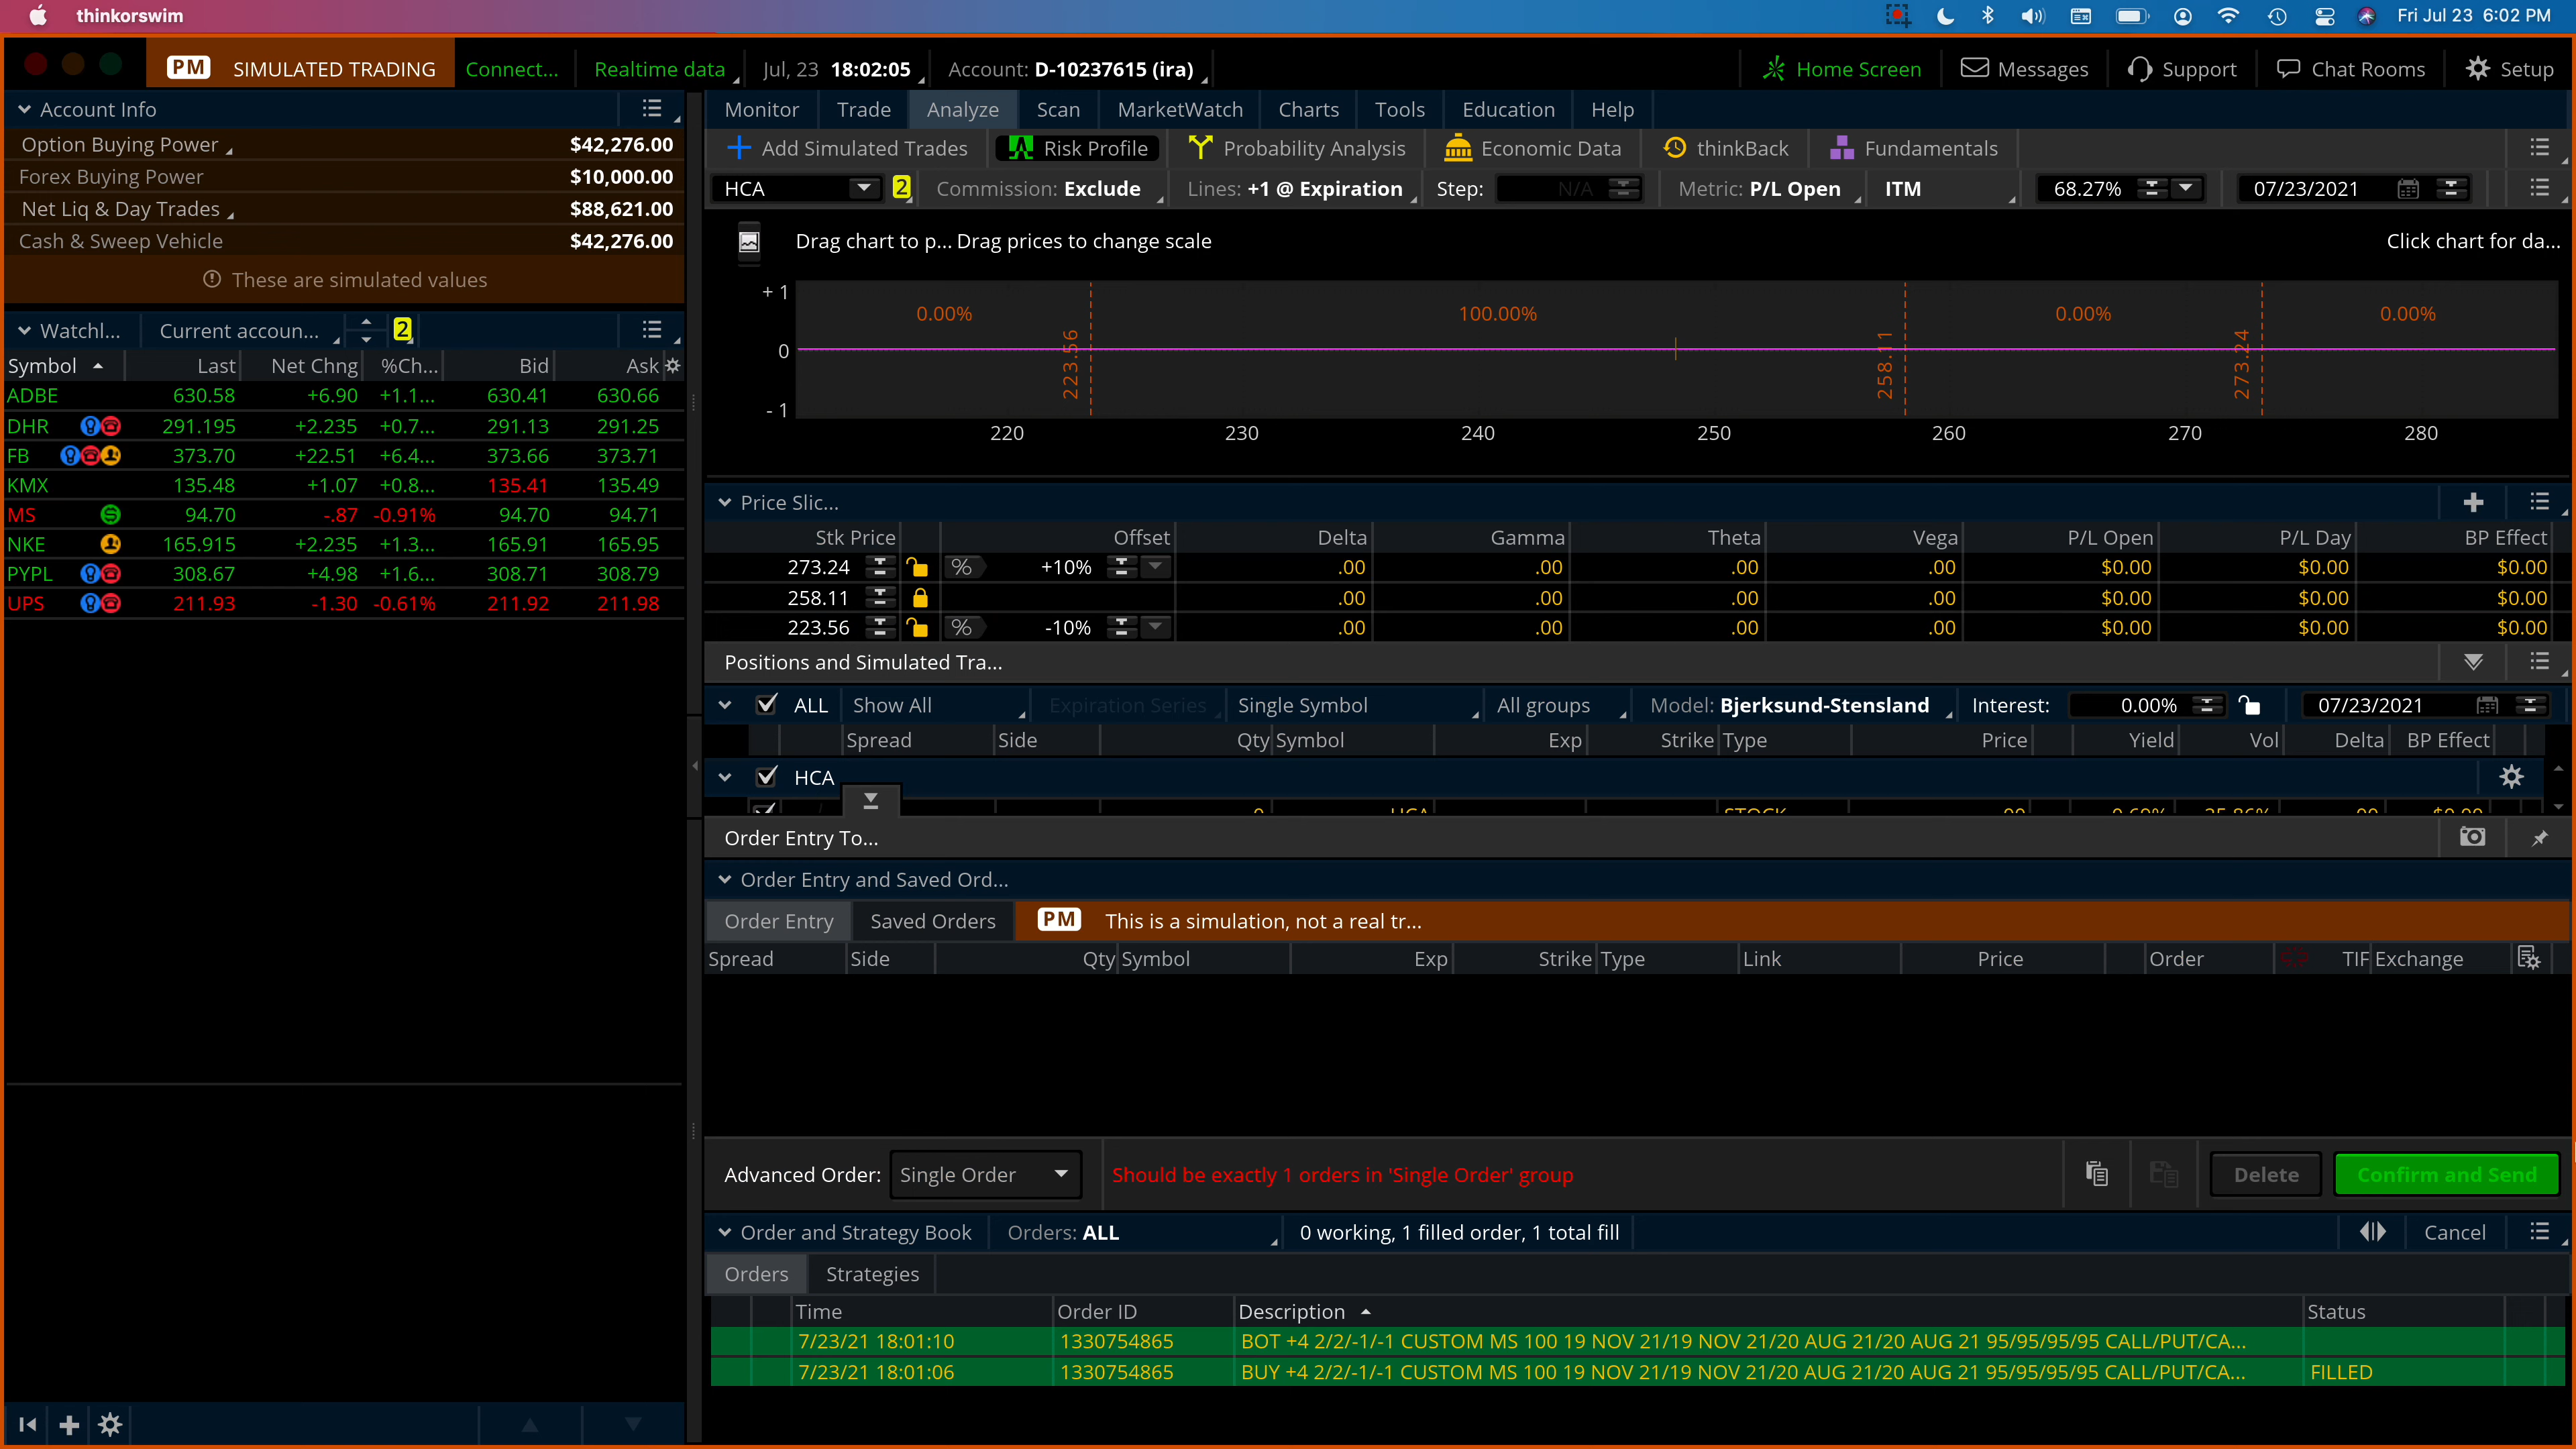 thinkorswim
Fri Jul 23 6:02 PM
PM SIMULATED TRADING Connect... Realtime data Jul, 23 18:02:05 Account: D-10237615 (ira) Home Screen Messages Support Chat Rooms Setup
Account Info
Option Buying Power $42,276.00
Forex Buying Power $10,000.00
Net Liq & Day Trades $88,621.00
Cash & Sweep Vehicle $42,276.00
These are simulated values
Watchl... Current accoun... 2
Symbol Last Net Chng %Ch... Bid Ask
ADBE 630.58 +6.90 +1.1... 630.41 630.66
DHR 291.195 +2.235 +0.7... 291.13 291.25
FB 373.70 +22.51 +6.4... 373.66 373.71
KMX 135.48 +1.07 +0.8... 135.41 135.49
MS 94.70 -.87 -0.91% 94.70 94.71
NKE 165.915 +2.235 +1.3... 165.91 165.95
PYPL 308.67 +4.98 +1.6... 308.71 308.79
UPS 211.93 -1.30 -0.61% 211.92 211.98
Monitor Trade Analyze Scan MarketWatch Charts Tools Education Help
Add Simulated Trades Risk Profile Probability Analysis Economic Data thinkBack Fundamentals
HCA 2 Commission: Exclude Lines: +1 @ Expiration Step: N/A Metric: P/L Open ITM 68.27% 07/23/2021
Drag chart to p... Drag prices to change scale Click chart for da...
+ 1
0.00% 100.00% 0.00% 0.00%
0
223.56 258.11 273.24
- 1
220 230 240 250 260 270 280
Price Slic...
Stk Price Offset Delta Gamma Theta Vega P/L Open P/L Day BP Effect
273.24 % +10% .00 .00 .00 .00 $0.00 $0.00 $0.00
258.11 .00 .00 .00 .00 $0.00 $0.00 $0.00
223.56 % -10% .00 .00 .00 .00 $0.00 $0.00 $0.00
Positions and Simulated Tra...
ALL Show All Expiration Series Single Symbol All groups Model: Bjerksund-Stensland Interest: 0.00% 07/23/2021
Spread Side Qty Symbol Exp Strike Type Price Yield Vol Delta BP Effect
HCA
Order Entry To...
Order Entry and Saved Ord...
Order Entry Saved Orders PM This is a simulation, not a real tr...
Spread Side Qty Symbol Exp Strike Type Link Price Order TIF Exchange
Advanced Order: Single Order Should be exactly 1 orders in 'Single Order' group Delete Confirm and Send
Order and Strategy Book Orders: ALL 0 working, 1 filled order, 1 total fill Cancel
Orders Strategies
Time Order ID Description Status
7/23/21 18:01:10 1330754865 BOT +4 2/2/-1/-1 CUSTOM MS 100 19 NOV 21/19 NOV 21/20 AUG 21/20 AUG 21 95/95/95/95 CALL/PUT/CA...
7/23/21 18:01:06 1330754865 BUY +4 2/2/-1/-1 CUSTOM MS 100 19 NOV 21/19 NOV 21/20 AUG 21/20 AUG 21 95/95/95/95 CALL/PUT/CA... FILLED